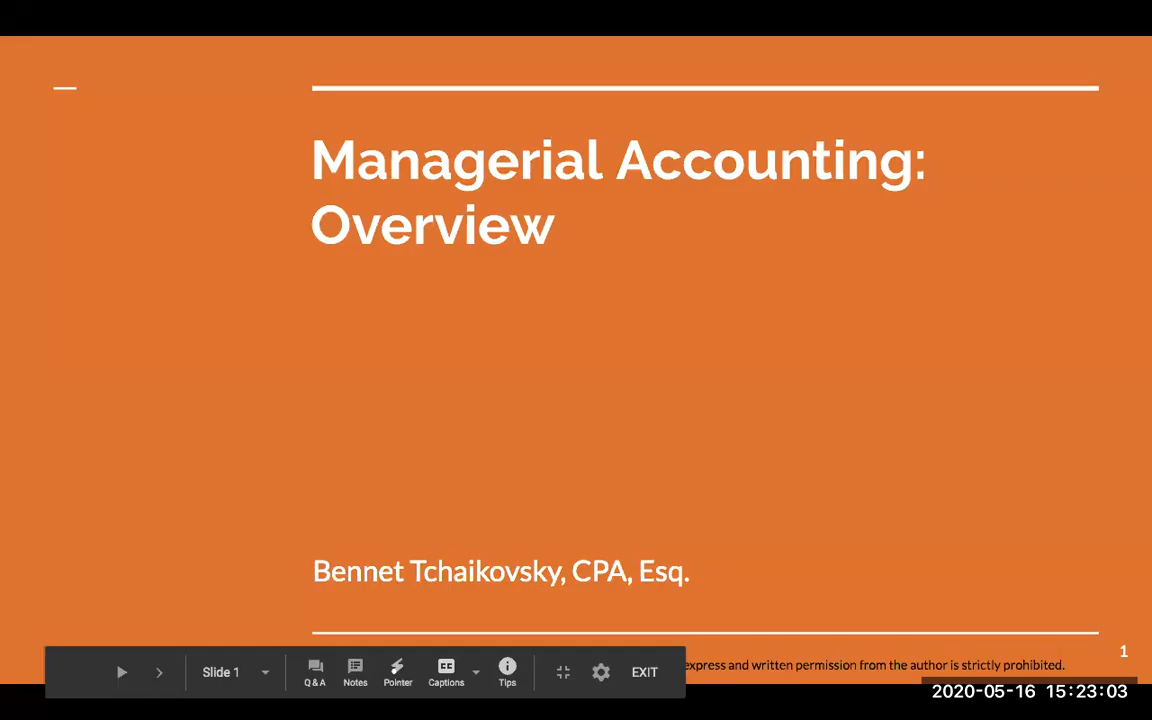 Managerial Accounting:
Overview
Bennet Tchaikovsky, CPA, Esq.
express and written permission from the author is strictly prohibited.
1
Slide 1
Q&A
Notes
Pointer
Captions
Tips
EXIT
2020-05-16 15:23:03